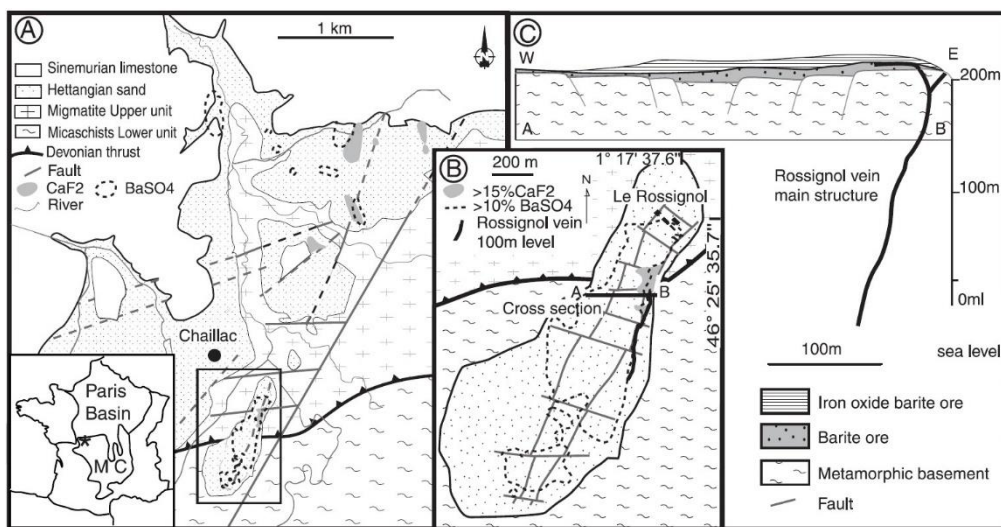 A
1 km
Sinemurian limestone
Hettangian sand
Migmatite Upper unit
Micaschists Lower unit
Devonian thrust
Fault
CaF2 BaSO4
River
Chaillac
Paris
Basin
*
M C
B
200 m
N
1° 17' 37.6"
>15%CaF2
>10% BaSO4
Rossignol vein
100m level
Le Rossignol
46° 25' 35.7"
A B
Cross section
C
W E
200m
A B
Rossignol vein
main structure
100m
0ml
100m sea level
Iron oxide barite ore
Barite ore
Metamorphic basement
Fault